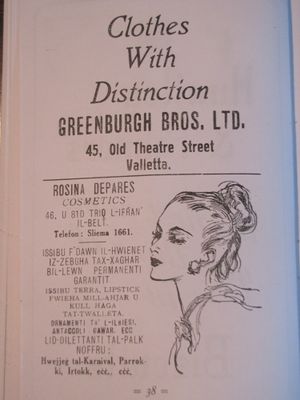 Clothes
With
Distinction
GREENBURGH BROS. LTD.
45, Old Theatre Street
Valletta.
ROSINA DEPARES
COSMETICS
46, U 81D TRIQ L-IFRAN'
IL-BELT.
Telefon: Sliema 1661.
ISSIBU F'DAWN IL-HWIENET
IZ-ZEBGHA TAX-XAGHAR
BIL-LEWN PERMANENTI
GARANTIT
ISSIBU TERRA, LIPSTICK
FWIEHA MILL-AHJAR U
KULL HAGA
TAT-TWALLETA.
ORNAMENTI TA' L-ILBIESI,
ANTACCOLI GAWAR, ECC
LID-DILETTANTI TAL-PALK
NOFFRU:
Hwejjeg tal-Karnival, Parrok-
ki, Irtokk, ecc., ecc.
= 38 =